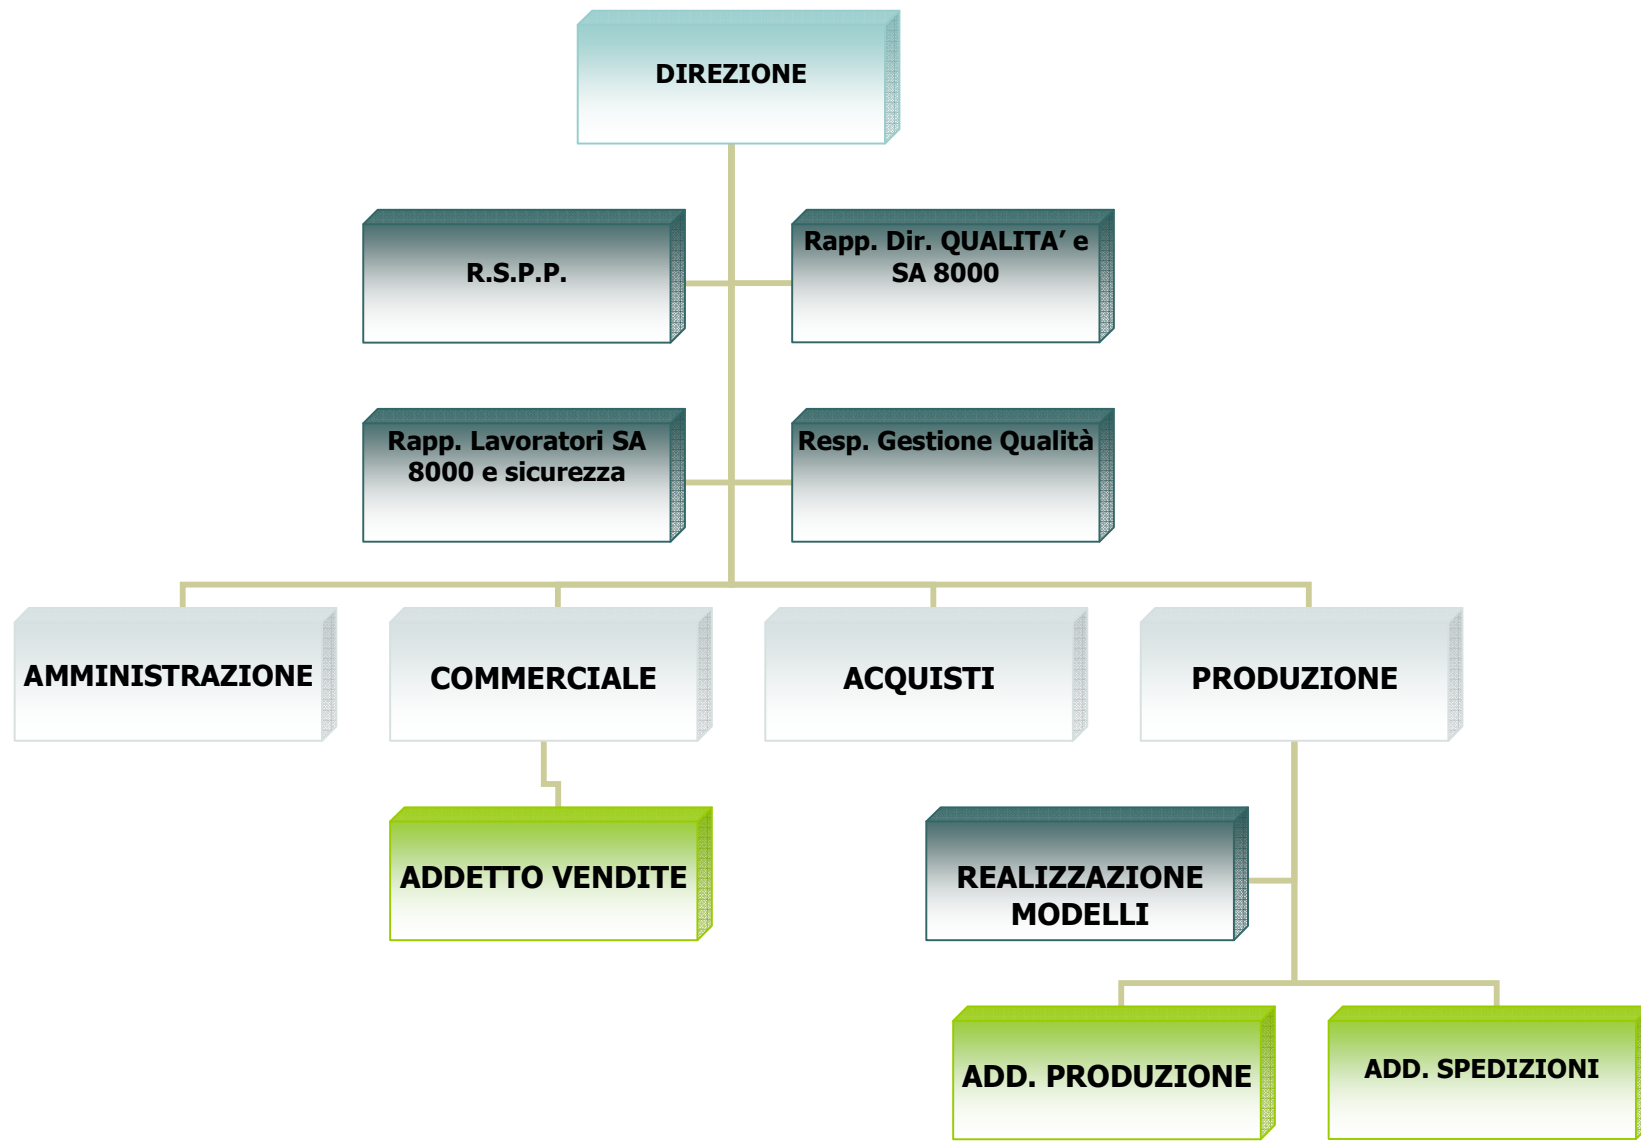 DIREZIONE
R.S.P.P.
Rapp. Dir. QUALITA’ e
SA 8000
Rapp. Lavoratori SA
8000 e sicurezza
Resp. Gestione Qualità
AMMINISTRAZIONE
COMMERCIALE
ACQUISTI
PRODUZIONE
ADDETTO VENDITE
REALIZZAZIONE
MODELLI
ADD. PRODUZIONE
ADD. SPEDIZIONI